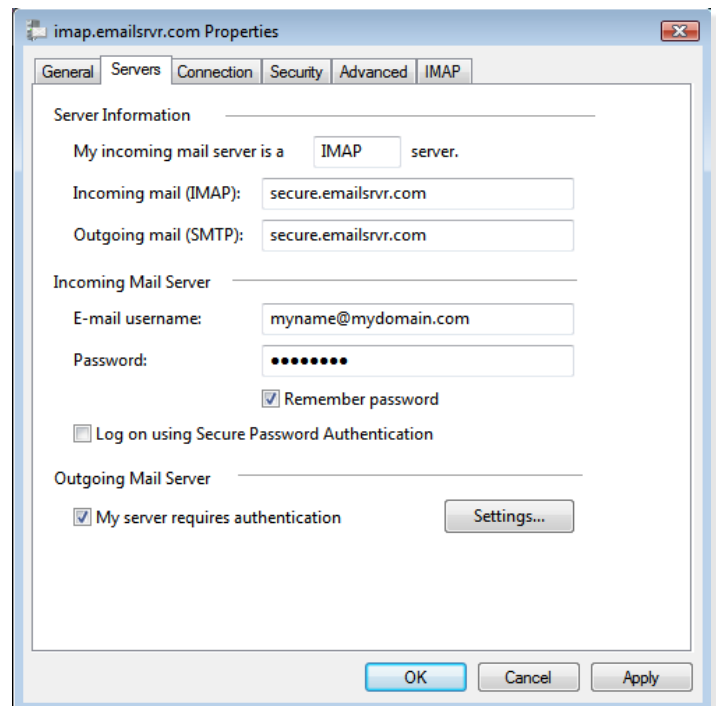 imap.emailsrvr.com Properties
General Servers Connection Security Advanced IMAP
Server Information
My incoming mail server is a IMAP server.
Incoming mail (IMAP): secure.emailsrvr.com
Outgoing mail (SMTP): secure.emailsrvr.com
Incoming Mail Server
E-mail username: myname@mydomain.com
Password: ●●●●●●●●
Remember password
Log on using Secure Password Authentication
Outgoing Mail Server
My server requires authentication Settings...
OK Cancel Apply